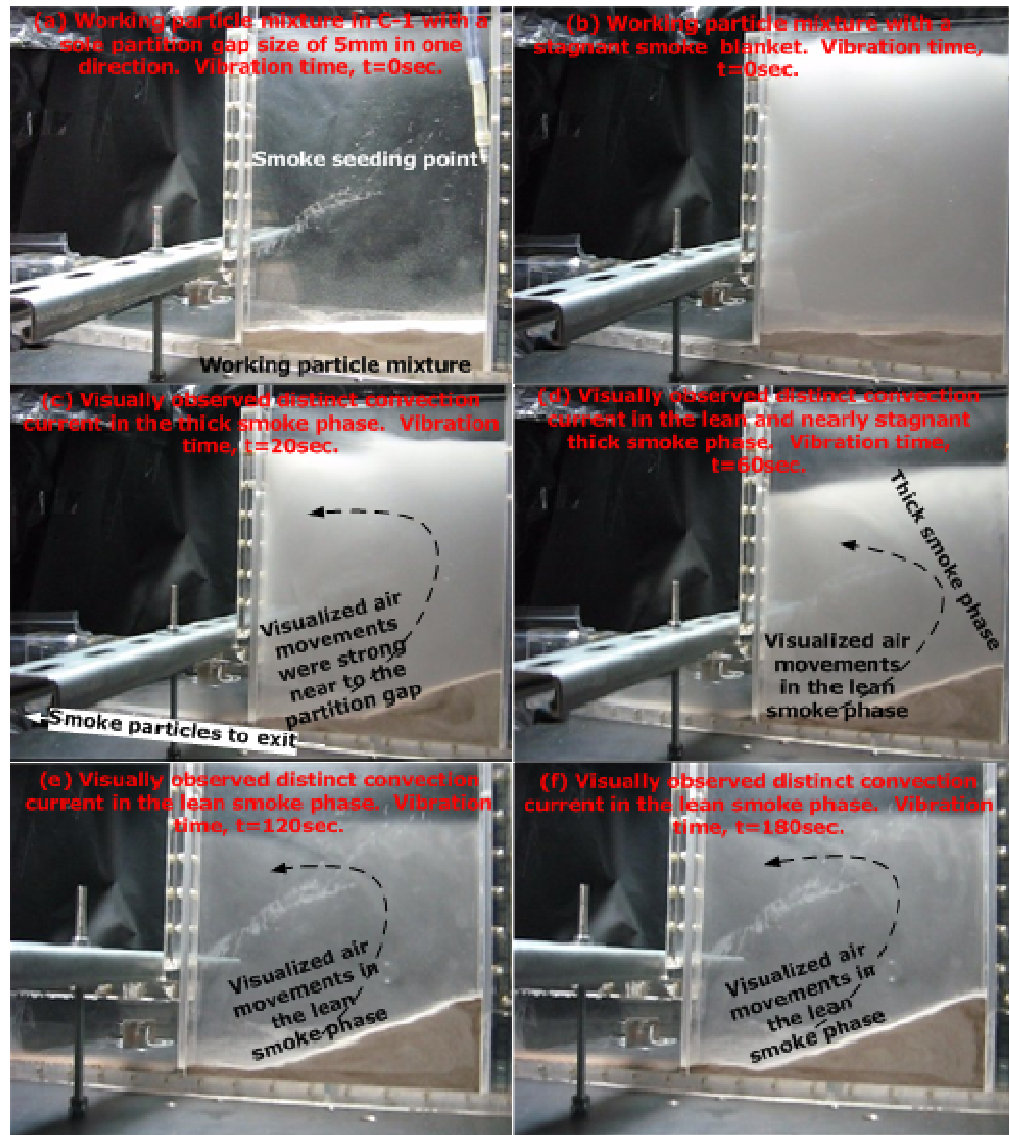 (a) Working particle mixture in C-1 with a
sole partition gap size of 5mm in one
direction. Vibration time, t=0sec.
Smoke seeding point
Working particle mixture
(b) Working particle mixture with a
stagnant smoke blanket. Vibration time,
t=0sec.
(c) Visually observed distinct convection
current in the thick smoke phase. Vibration
time, t=20sec.
Visualized air
movements
were strong
near to the
partition gap
Smoke particles to exit
(d) Visually observed distinct convection
current in the lean and nearly stagnant
thick smoke phase. Vibration time,
t=60sec.
Thick smoke phase
Visualized air
movements
in the lean
smoke phase
(e) Visually observed distinct convection
current in the lean smoke phase. Vibration
time, t=120sec.
Visualized air
movements in
the lean
smoke phase
(f) Visually observed distinct convection
current in the lean smoke phase. Vibration
time, t=180sec.
Visualized air
movements in
the lean
smoke phase